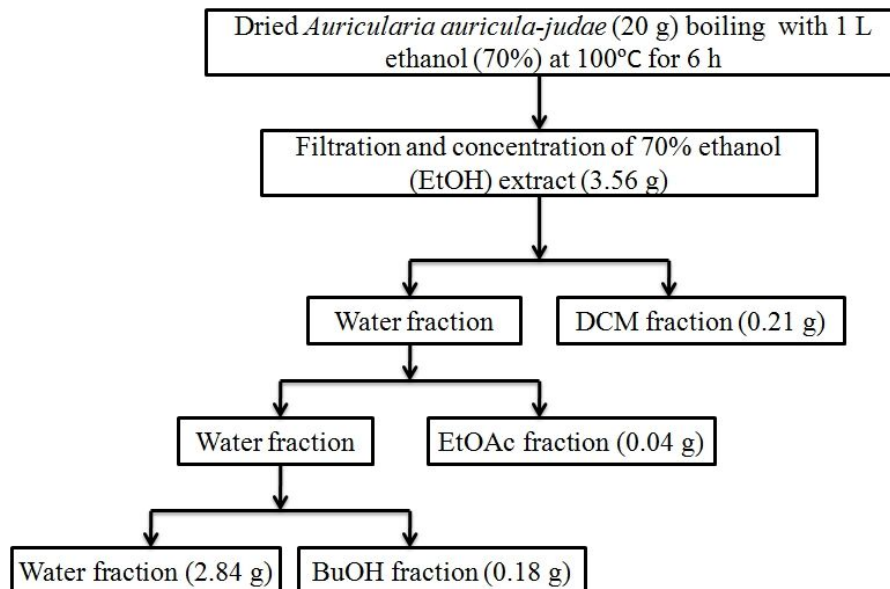 Dried Auricularia auricula-judae (20 g) boiling with 1 L
ethanol (70%) at 100°C for 6 h
Filtration and concentration of 70% ethanol
(EtOH) extract (3.56 g)
Water fraction
DCM fraction (0.21 g)
Water fraction
EtOAc fraction (0.04 g)
Water fraction (2.84 g)
BuOH fraction (0.18 g)